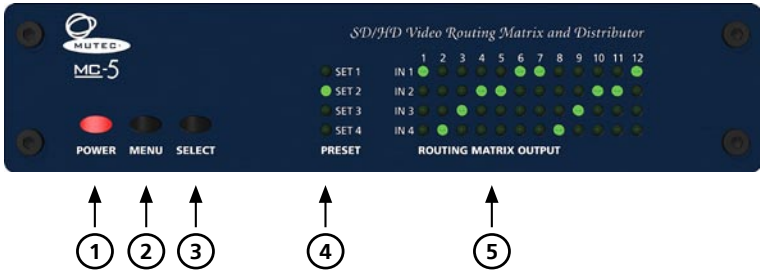 SD/HD Video Routing Matrix and Distributor
MUTEC
MC-5
1 2 3 4 5 6 7 8 9 10 11 12
SET 1 IN 1
SET 2 IN 2
SET 3 IN 3
SET 4 IN 4
POWER MENU SELECT PRESET ROUTING MATRIX OUTPUT
1 2 3 4 5